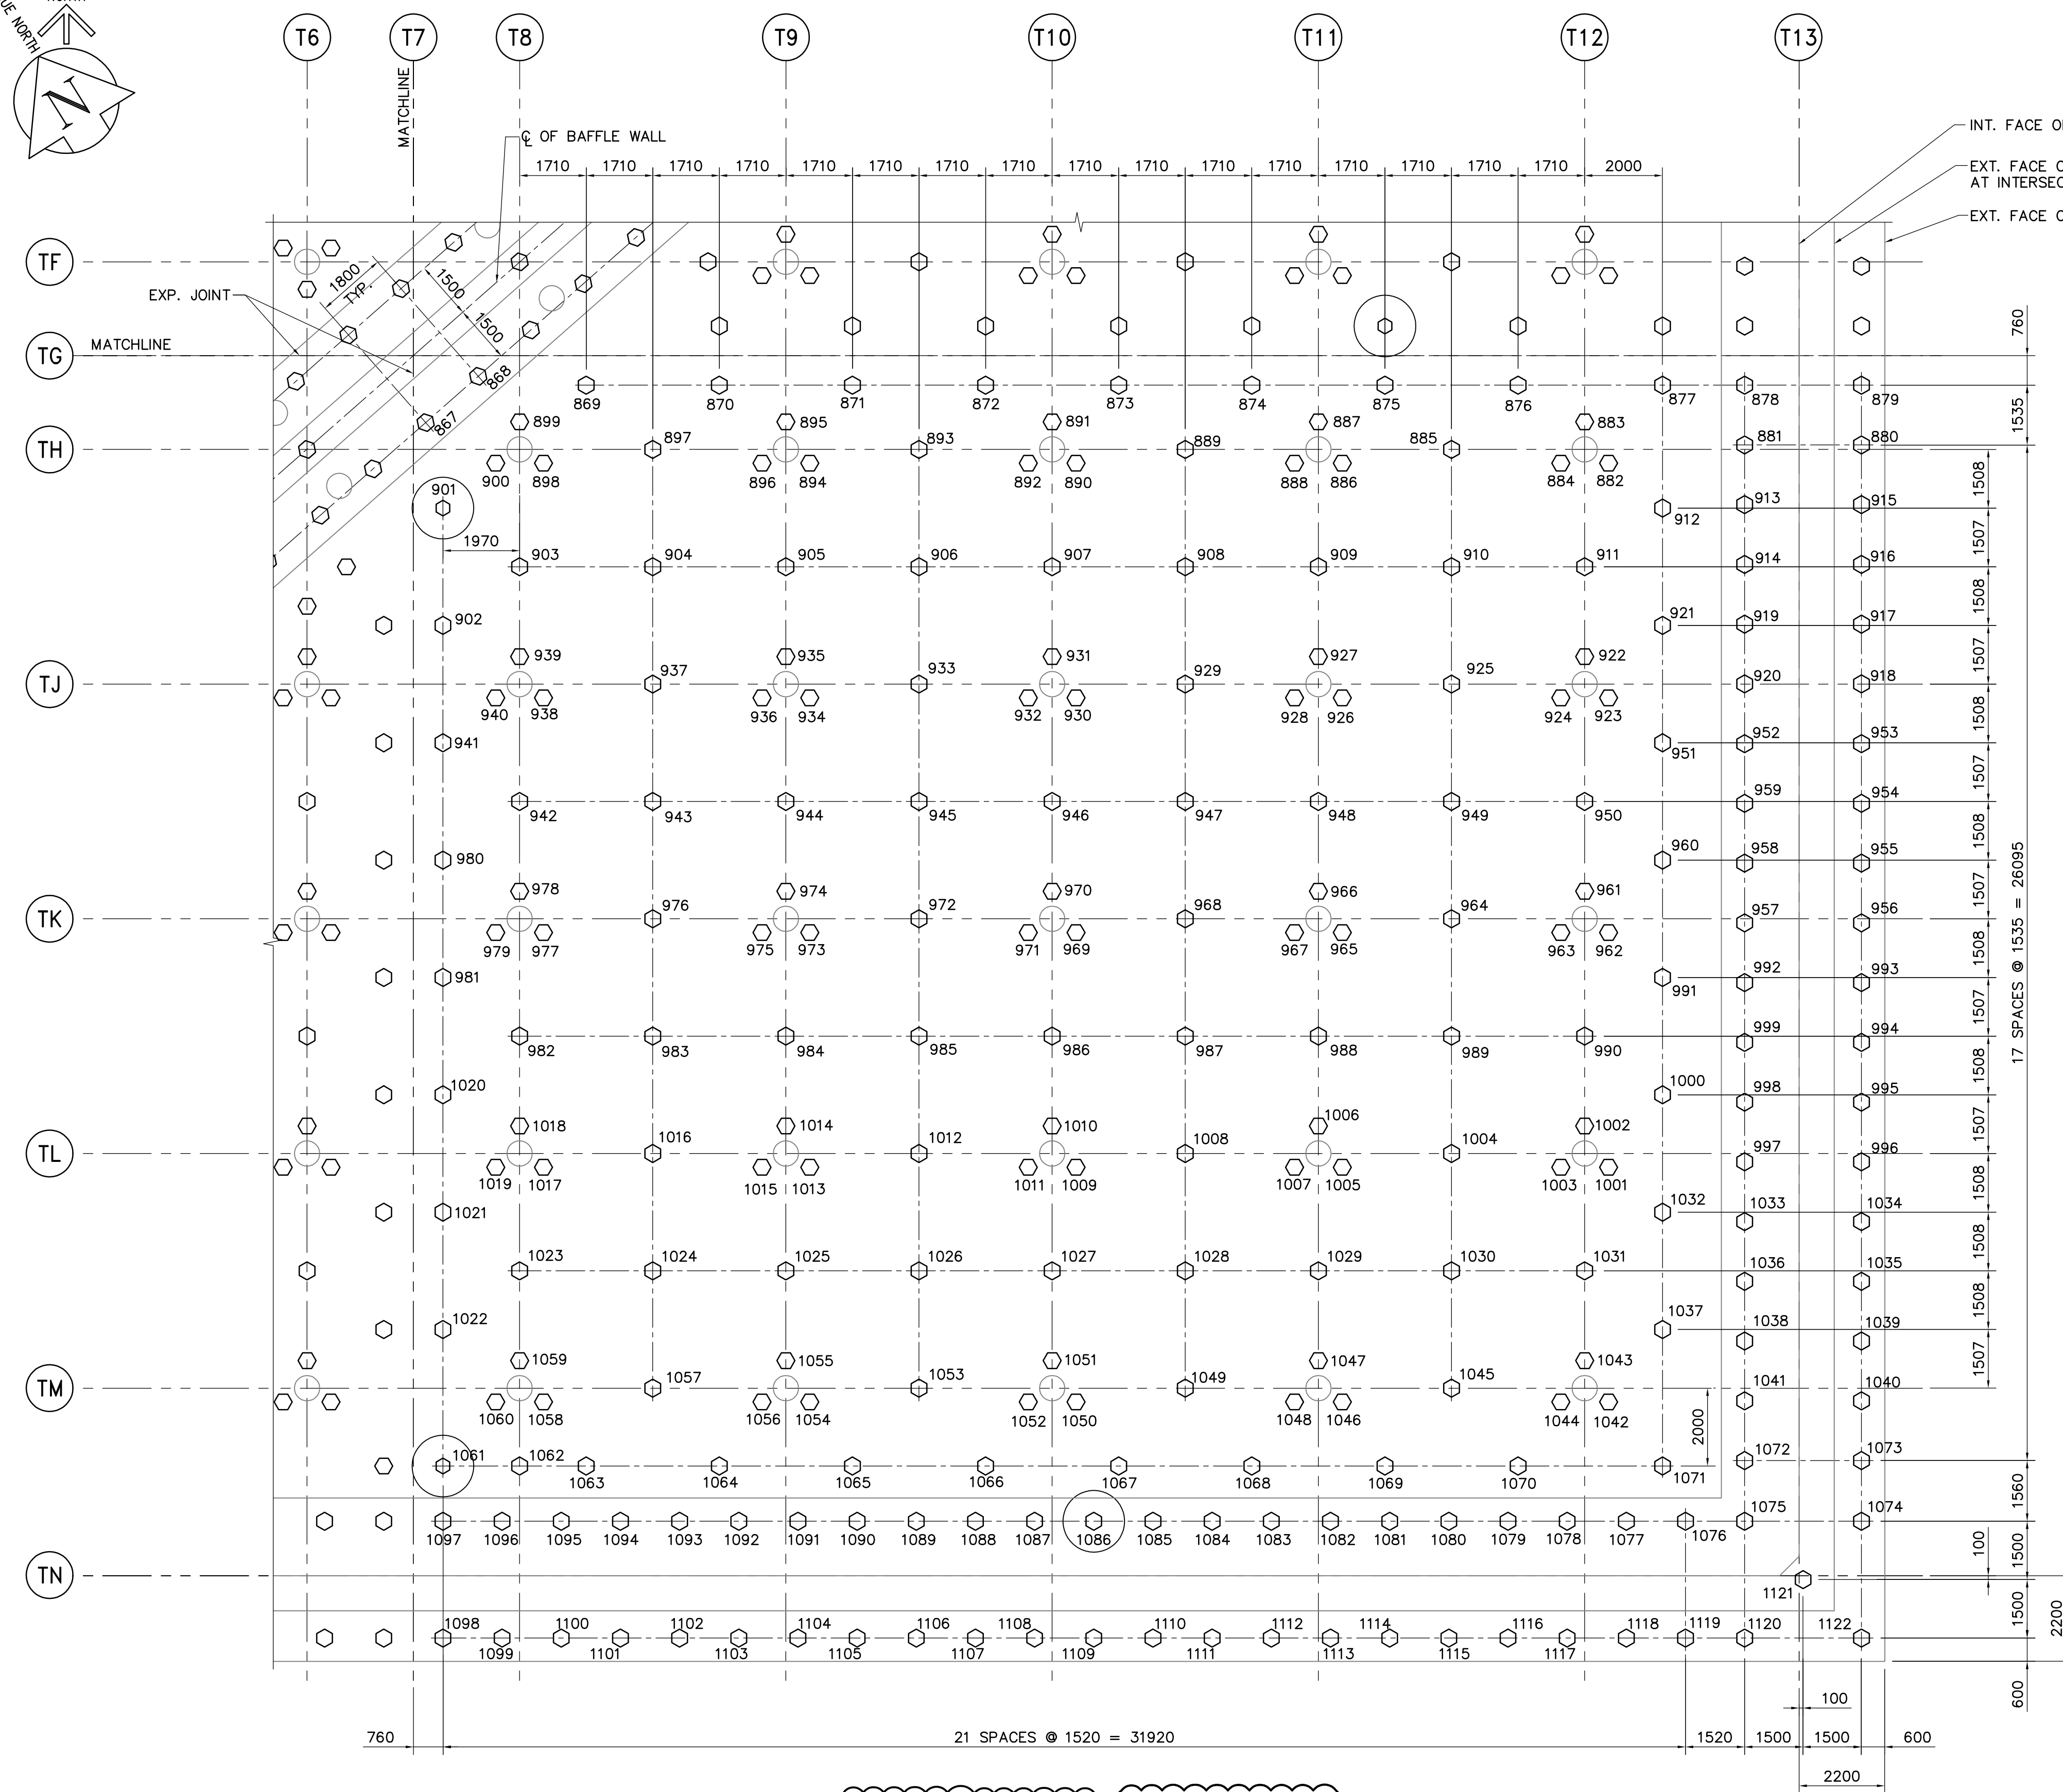 NORTH
UE NORTH
N
T6 T7 T8 T9 T10 T11 T12 T13
MATCHLINE
℄ OF BAFFLE WALL
INT. FACE O
EXT. FACE O
AT INTERSEC
EXT. FACE O
1710 1710 1710 1710 1710 1710 1710 1710 1710 1710 1710 1710 1710 1710 1710 1710 2000
TF
1800
TYP.
1500
1500
EXP. JOINT
TG
MATCHLINE
760
868
867
869 870 871 872 873 874 875 876 877 878 879
1535
899 895 891 887 883
TH
897 893 889 885 881 880
900 898 896 894 892 890 888 886 884 882
901
912 913 915
1508
1970
903 904 905 906 907 908 909 910 911 914 916
1507
902 921 919 917
1508
939 935 931 927 922
TJ
937 933 929 925 920 918
1507
940 938 936 934 932 930 928 926 924 923
941 951 952 953
1508
942 943 944 945 946 947 948 949 950 959 954
1507
980 960 958 955
1508
978 974 970 966 961
TK
976 972 968 964 957 956
1507
979 977 975 973 971 969 967 965 963 962
981 991 992 993
1508
17 SPACES @ 1535 = 26095
982 983 984 985 986 987 988 989 990 999 994
1507
1020 1000 998 995
1508
1018 1014 1010 1006 1002
TL
1016 1012 1008 1004 997 996
1507
1019 1017 1015 1013 1011 1009 1007 1005 1003 1001
1021 1032 1033 1034
1508
1023 1024 1025 1026 1027 1028 1029 1030 1031 1036 1035
1508
1022 1037 1038 1039
1508
1059 1055 1051 1047 1043
TM
1057 1053 1049 1045 1041 1040
1507
1060 1058 1056 1054 1052 1050 1048 1046 1044 1042
2000
1061 1062 1063 1064 1065 1066 1067 1068 1069 1070 1071 1072 1073
1560
1097 1096 1095 1094 1093 1092 1091 1090 1089 1088 1087 1086 1085 1084 1083 1082 1081 1080 1079 1078 1077 1076 1075 1074
100
1500
TN
1121
1500
2200
1098 1100 1102 1104 1106 1108 1110 1112 1114 1116 1118 1119 1120 1122
1099 1101 1103 1105 1107 1109 1111 1113 1115 1117
600
100
760 21 SPACES @ 1520 = 31920 1520 1500 1500 600
2200